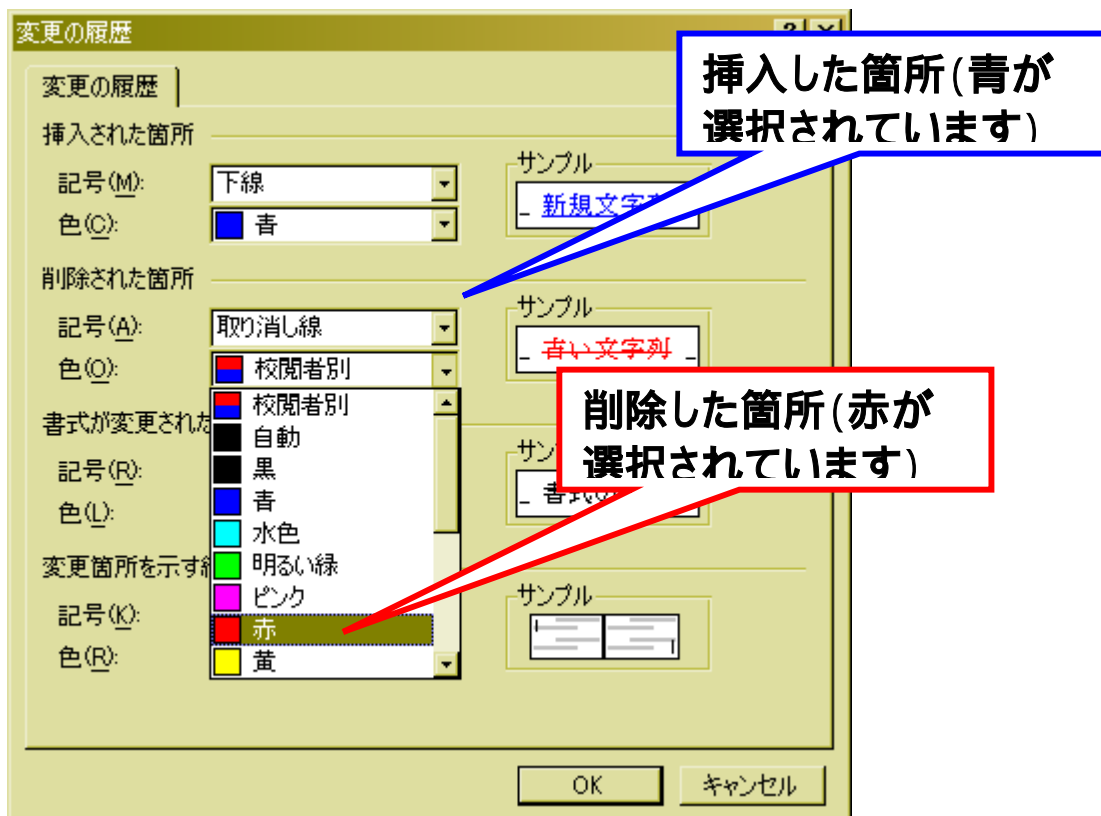 変更の履歴
変更の履歴
挿入した箇所(青が
選択されています)
挿入された箇所
記号(M):
下線
色(C):
青
サンプル
新規文字
削除された箇所
記号(A):
取り消し線
色(O):
校閲者別
サンプル
古い文字列
校閲者別
自動
黒
青
水色
明るい緑
ピンク
赤
黄
削除した箇所(赤が
選択されています)
書式が変更された
記号(R):
色(L):
サン
書式の
変更箇所を示す
記号(K):
色(R):
サンプル
OK
キャンセル